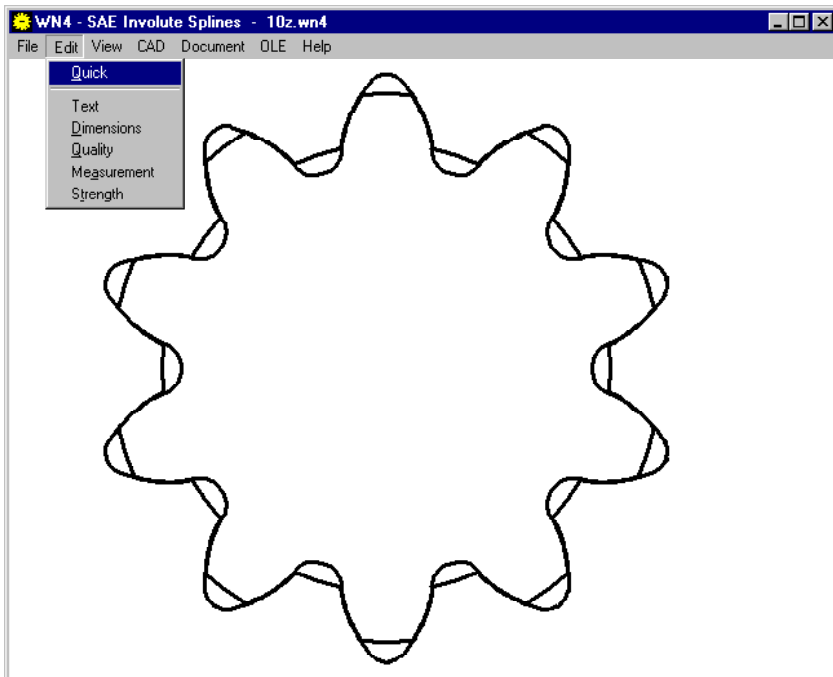 WN4 - SAE Involute Splines - 10z.wn4
File Edit View CAD Document OLE Help
Quick
Text
Dimensions
Quality
Measurement
Strength